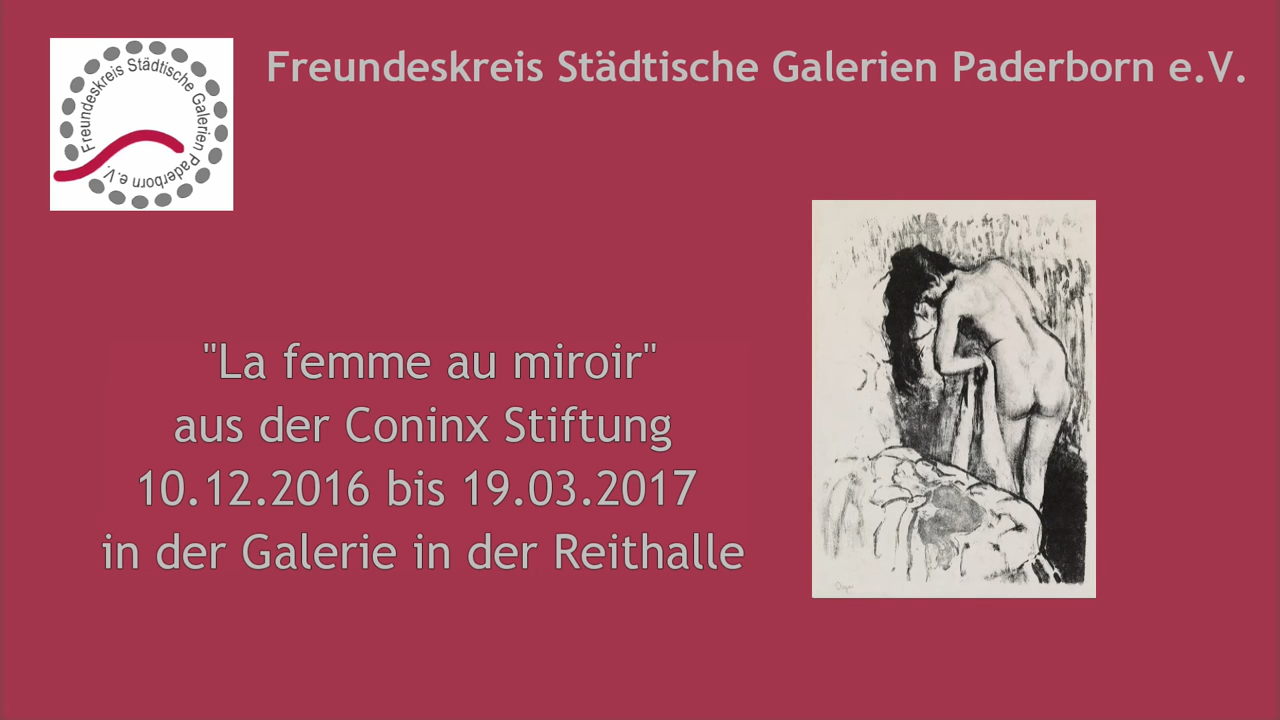 Freundeskreis Städtische Galerien Paderborn e.V.
Freundeskreis Städtische Galerien Paderborn e.V.
"La femme au miroir"
aus der Coninx Stiftung
10.12.2016 bis 19.03.2017
in der Galerie in der Reithalle